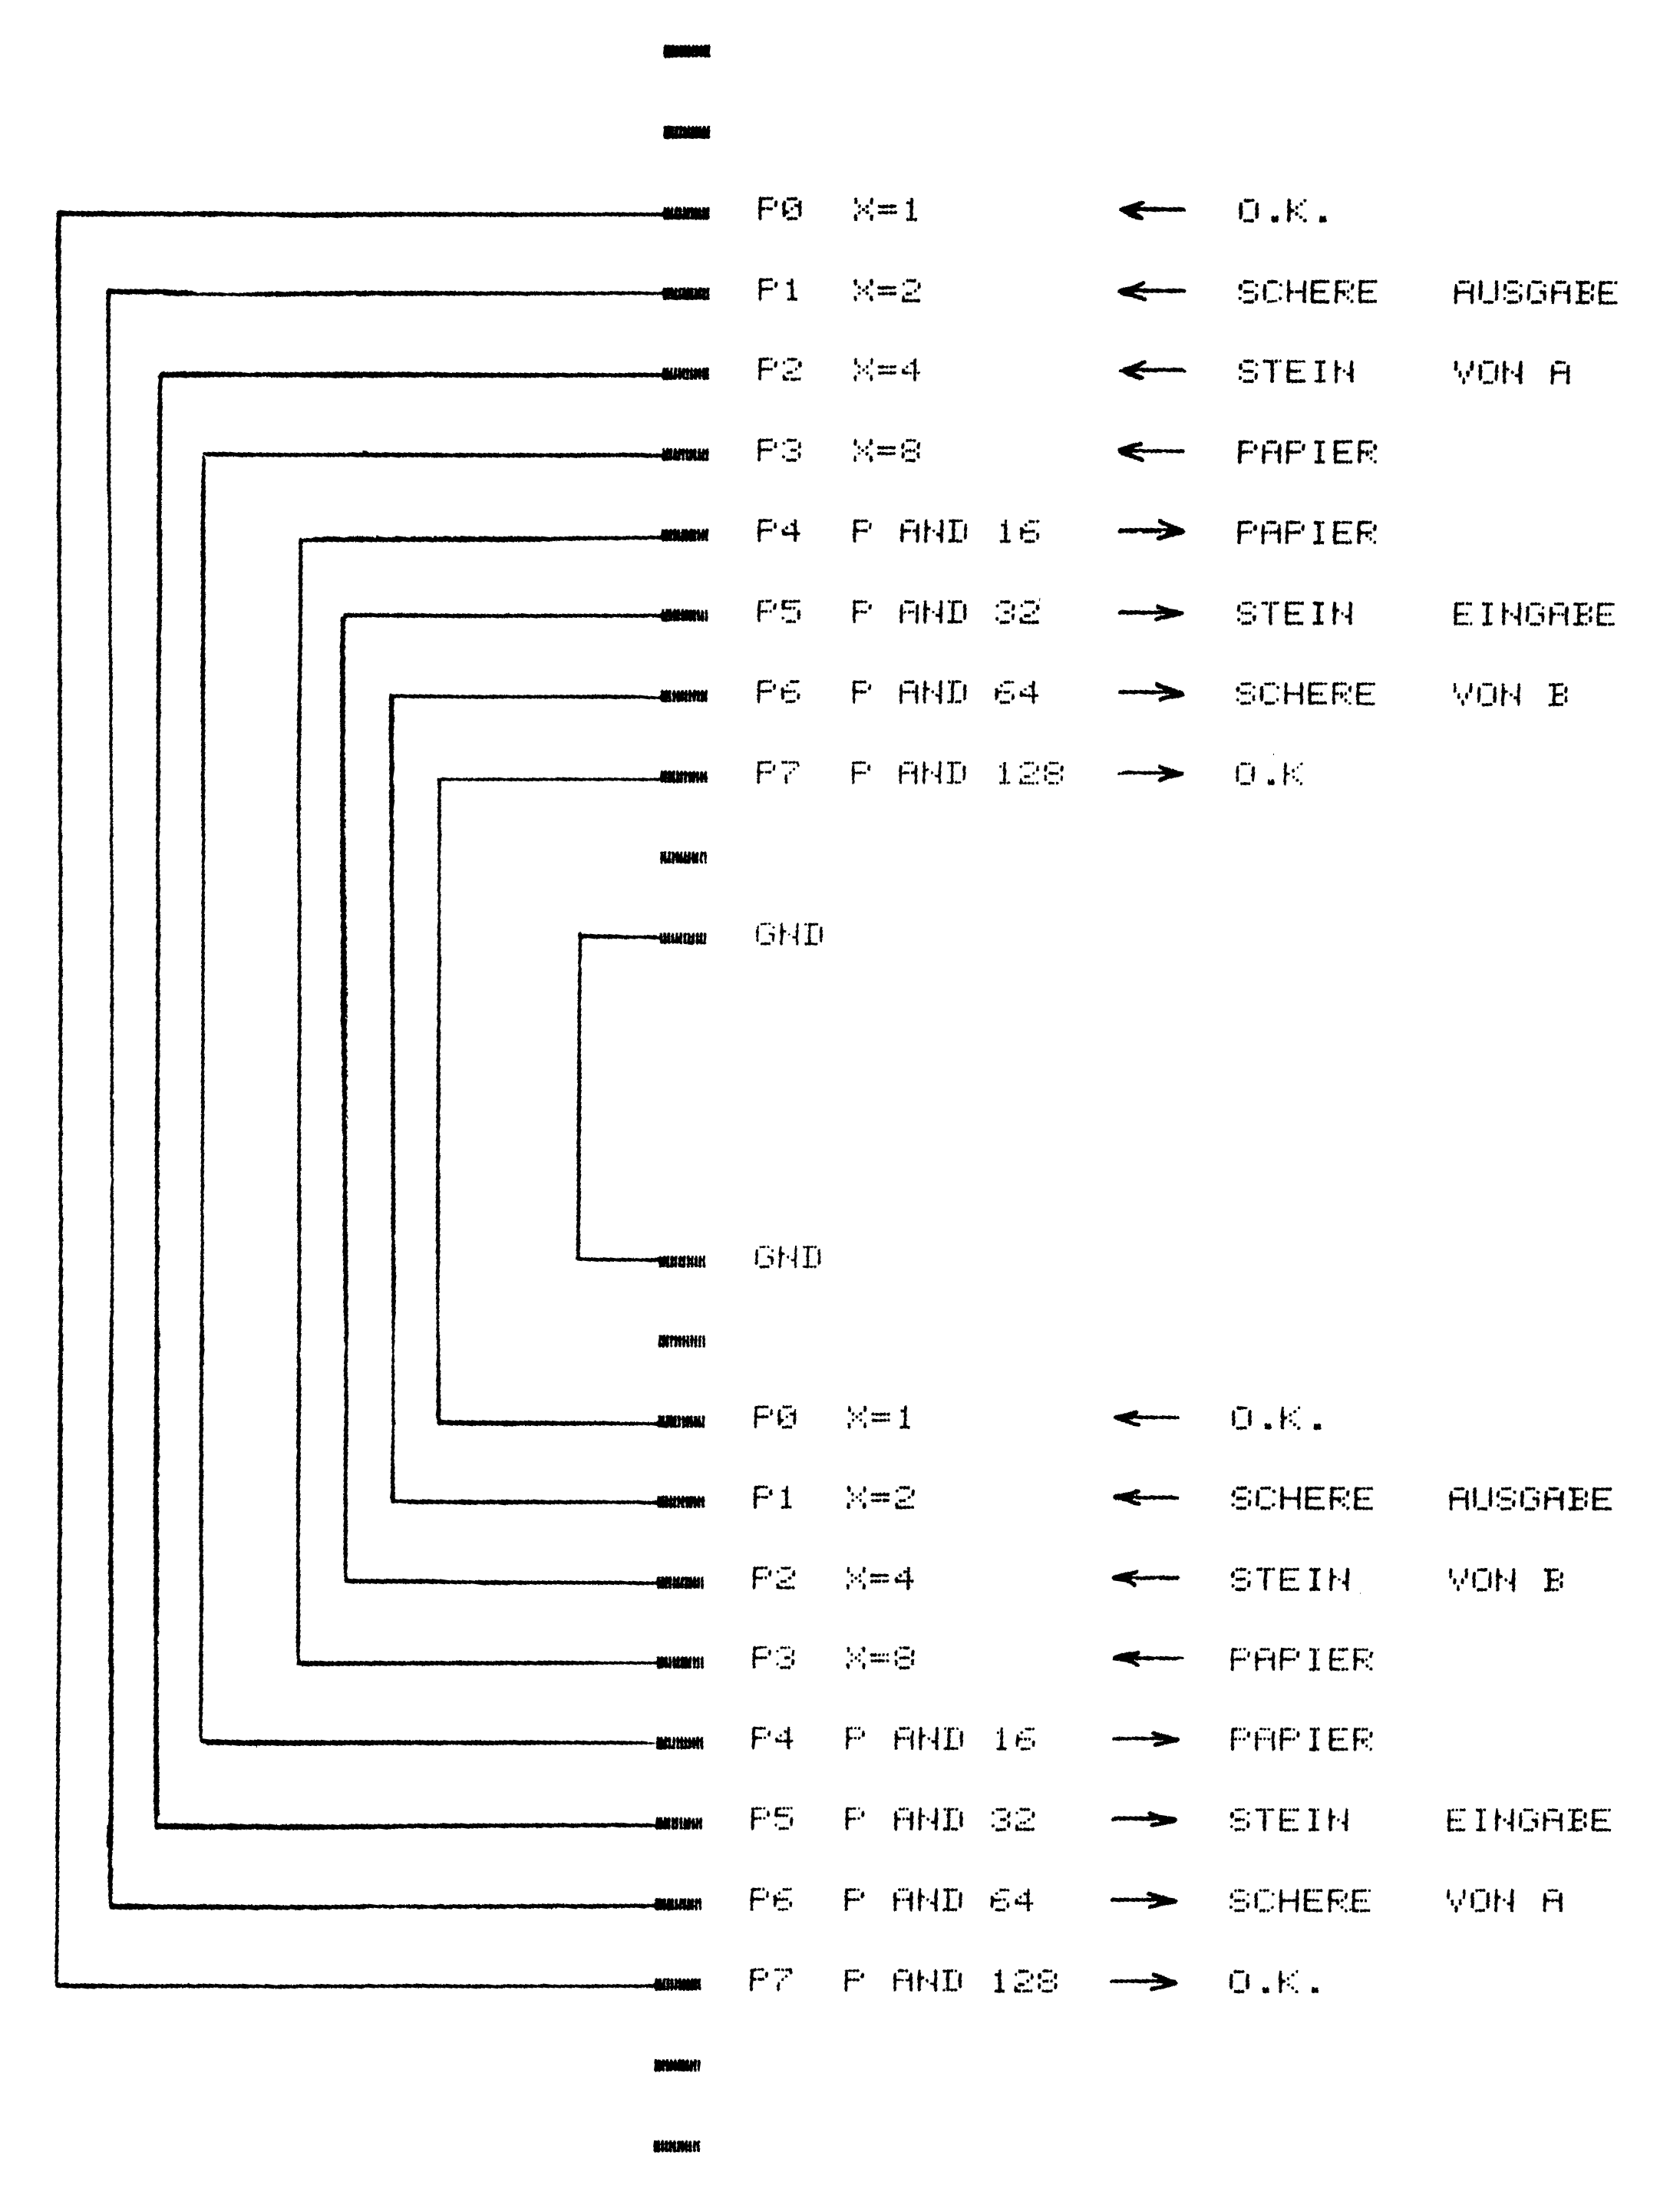 P0 X=1 ← O.K.
P1 X=2 ← SCHERE AUSGABE
P2 X=4 ← STEIN VON A
P3 X=8 ← PAPIER
P4 P AND 16 → PAPIER
P5 P AND 32 → STEIN EINGABE
P6 P AND 64 → SCHERE VON B
P7 P AND 128 → O.K
GND
GND
P0 X=1 ← O.K.
P1 X=2 ← SCHERE AUSGABE
P2 X=4 ← STEIN VON B
P3 X=8 ← PAPIER
P4 P AND 16 → PAPIER
P5 P AND 32 → STEIN EINGABE
P6 P AND 64 → SCHERE VON A
P7 P AND 128 → O.K.